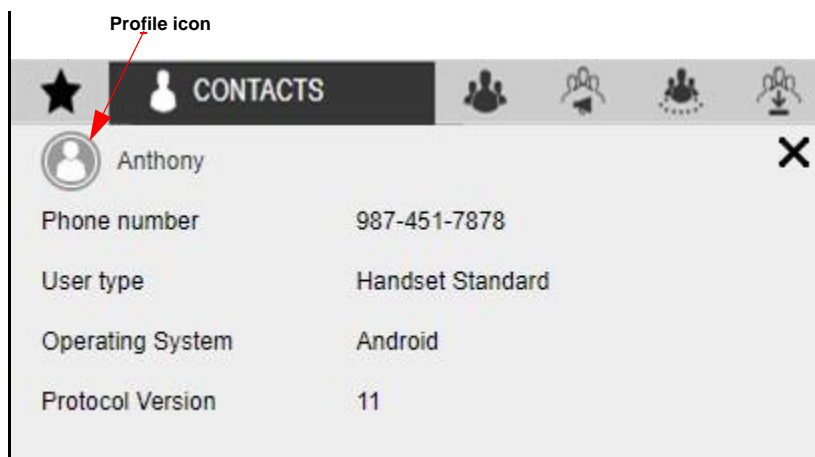 Profile icon
CONTACTS
Anthony
Phone number 987-451-7878
User type Handset Standard
Operating System Android
Protocol Version 11